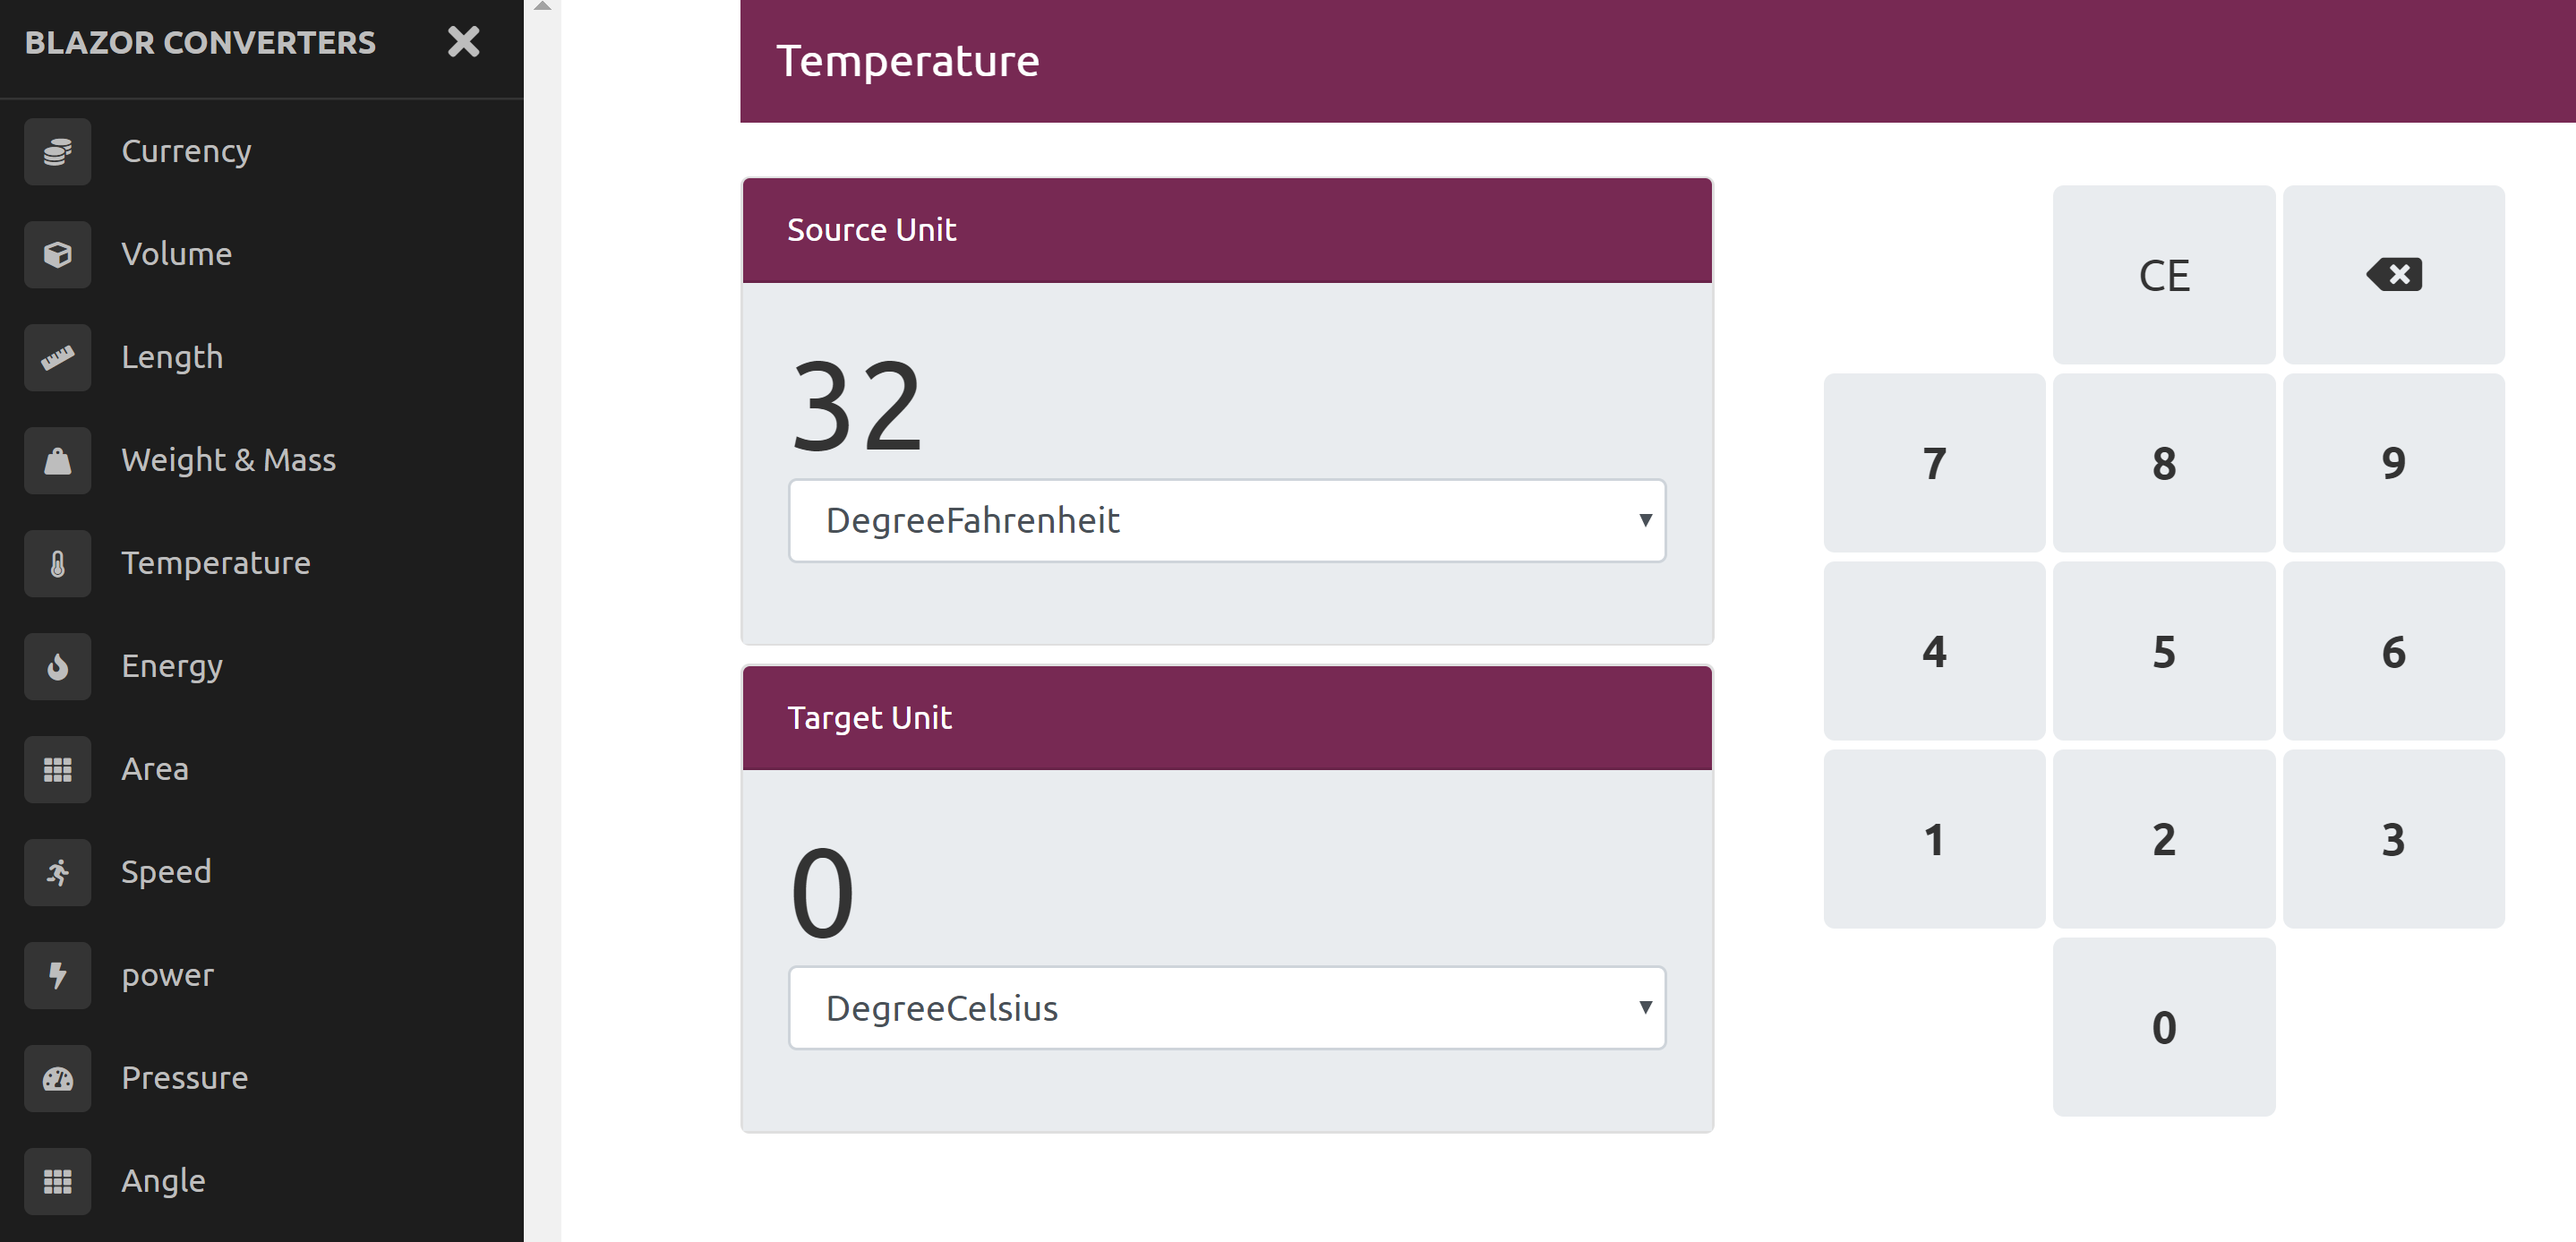 BLAZOR CONVERTERS
Currency
Volume
Length
Weight & Mass
Temperature
Energy
Area
Speed
power
Pressure
Angle
Temperature
Source Unit
32
DegreeFahrenheit
Target Unit
0
DegreeCelsius
CE
7 8 9
4 5 6
1 2 3
0